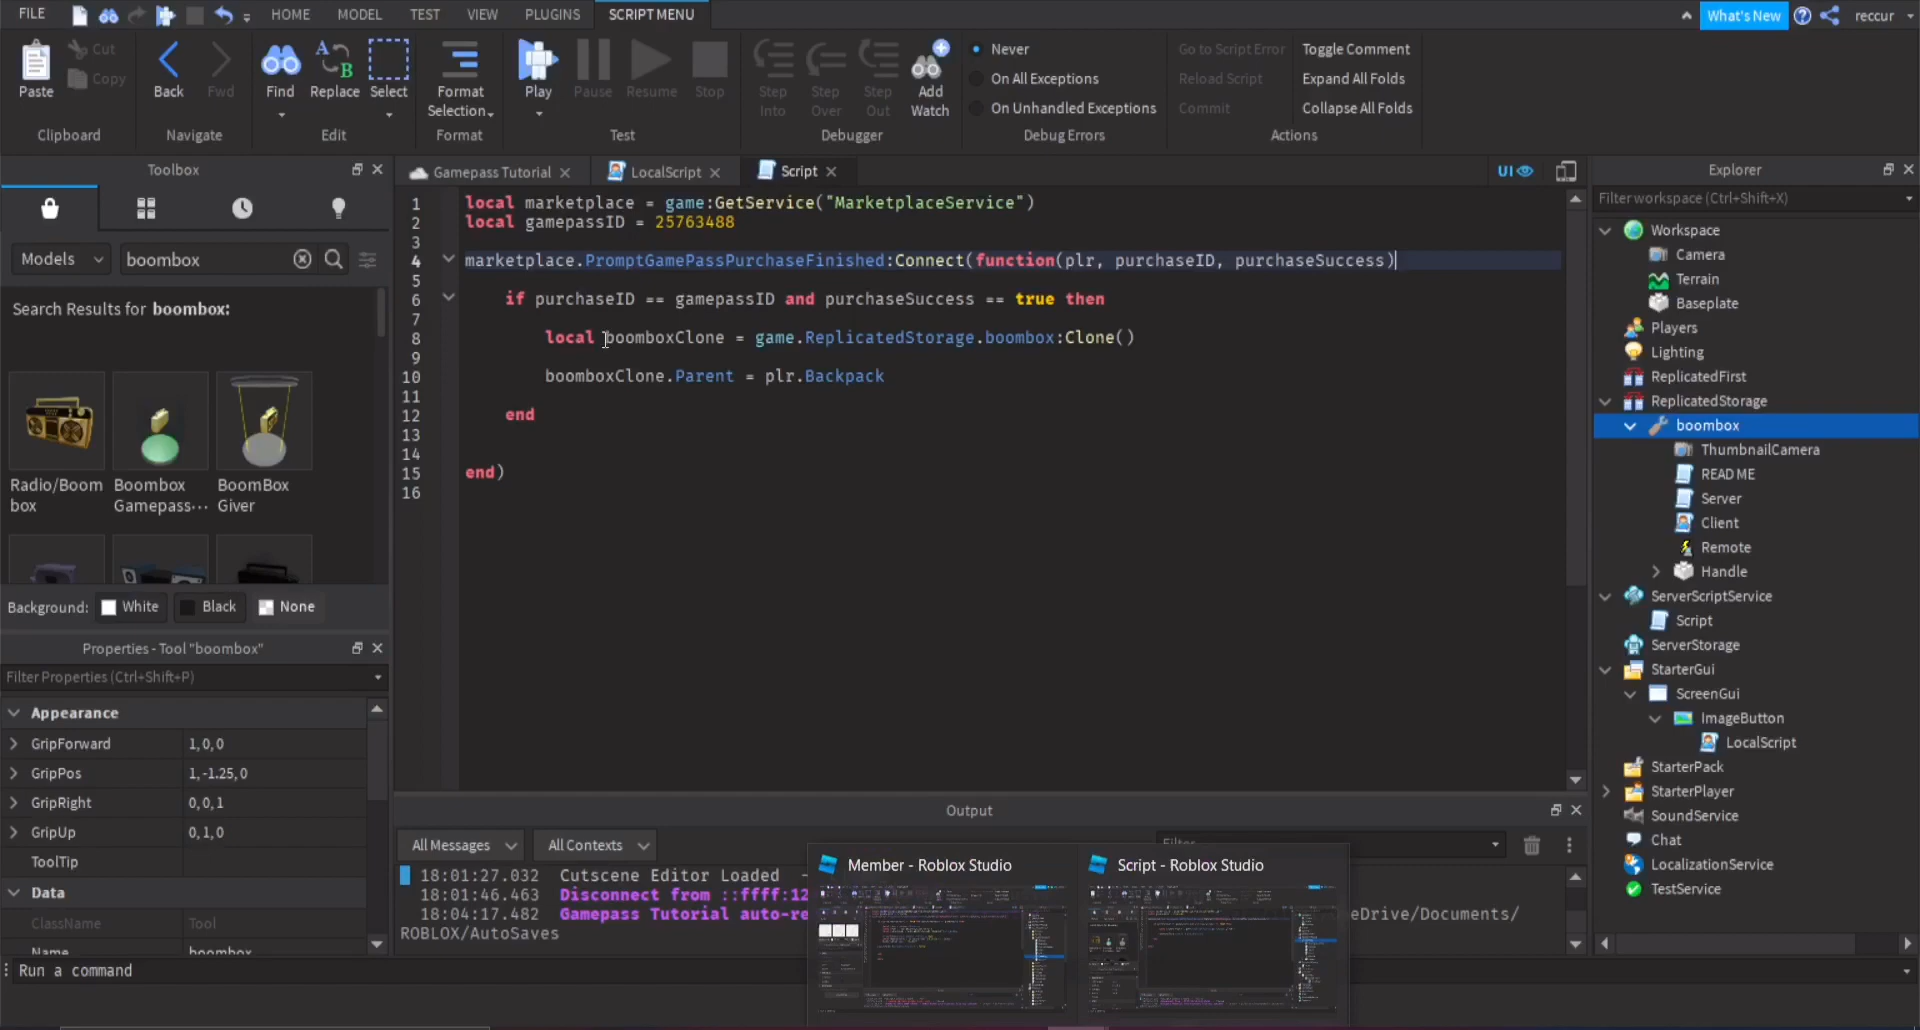 FILE HOME MODEL TEST VIEW PLUGINS SCRIPT MENU What's New reccur
Paste Cut Copy Back Fwd Find Replace Select Format Selection Play Pause Resume Stop Step Into Step Over Step Out Add Watch
Never
On All Exceptions
On Unhandled Exceptions
Go to Script Error
Reload Script
Commit
Toggle Comment
Expand All Folds
Collapse All Folds
Clipboard Navigate Edit Format Test Debugger Debug Errors Actions
Toolbox
Models boombox
Search Results for boombox:
Radio/Boom
box
Boombox
Gamepass...
BoomBox
Giver
Background: White Black None
Properties - Tool "boombox"
Filter Properties (Ctrl+Shift+P)
Appearance
GripForward 1, 0, 0
GripPos 1, -1.25, 0
GripRight 0, 0, 1
GripUp 0, 1, 0
ToolTip
Data
ClassName Tool
Name boombox
Gamepass Tutorial LocalScript Script UI
1 local marketplace = game:GetService("MarketplaceService")
2 local gamepassID = 25763488
3
4 marketplace.PromptGamePassPurchaseFinished:Connect(function(plr, purchaseID, purchaseSuccess)
5
6 if purchaseID == gamepassID and purchaseSuccess == true then
7
8 local boomboxClone = game.ReplicatedStorage.boombox:Clone()
9
10 boomboxClone.Parent = plr.Backpack
11
12 end
13
14
15 end)
16
Output
All Messages All Contexts Filter...
18:01:27.032 Cutscene Editor Loaded -
18:01:46.463 Disconnect from ::ffff:12
18:04:17.482 Gamepass Tutorial auto-re
eDrive/Documents/
ROBLOX/AutoSaves
Member - Roblox Studio
Script - Roblox Studio
Run a command
Explorer
Filter workspace (Ctrl+Shift+X)
Workspace
Camera
Terrain
Baseplate
Players
Lighting
ReplicatedFirst
ReplicatedStorage
boombox
ThumbnailCamera
READ ME
Server
Client
Remote
Handle
ServerScriptService
Script
ServerStorage
StarterGui
ScreenGui
ImageButton
LocalScript
StarterPack
StarterPlayer
SoundService
Chat
LocalizationService
TestService